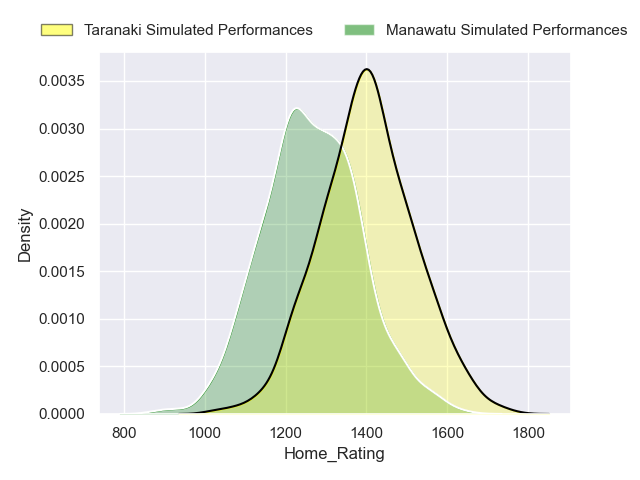 Taranaki Simulated Performances
Manawatu Simulated Performances
0.0035
0.0030
0.0025
0.0020
0.0015
0.0010
0.0005
0.0000
Density
800 1000 1200 1400 1600 1800
Home_Rating